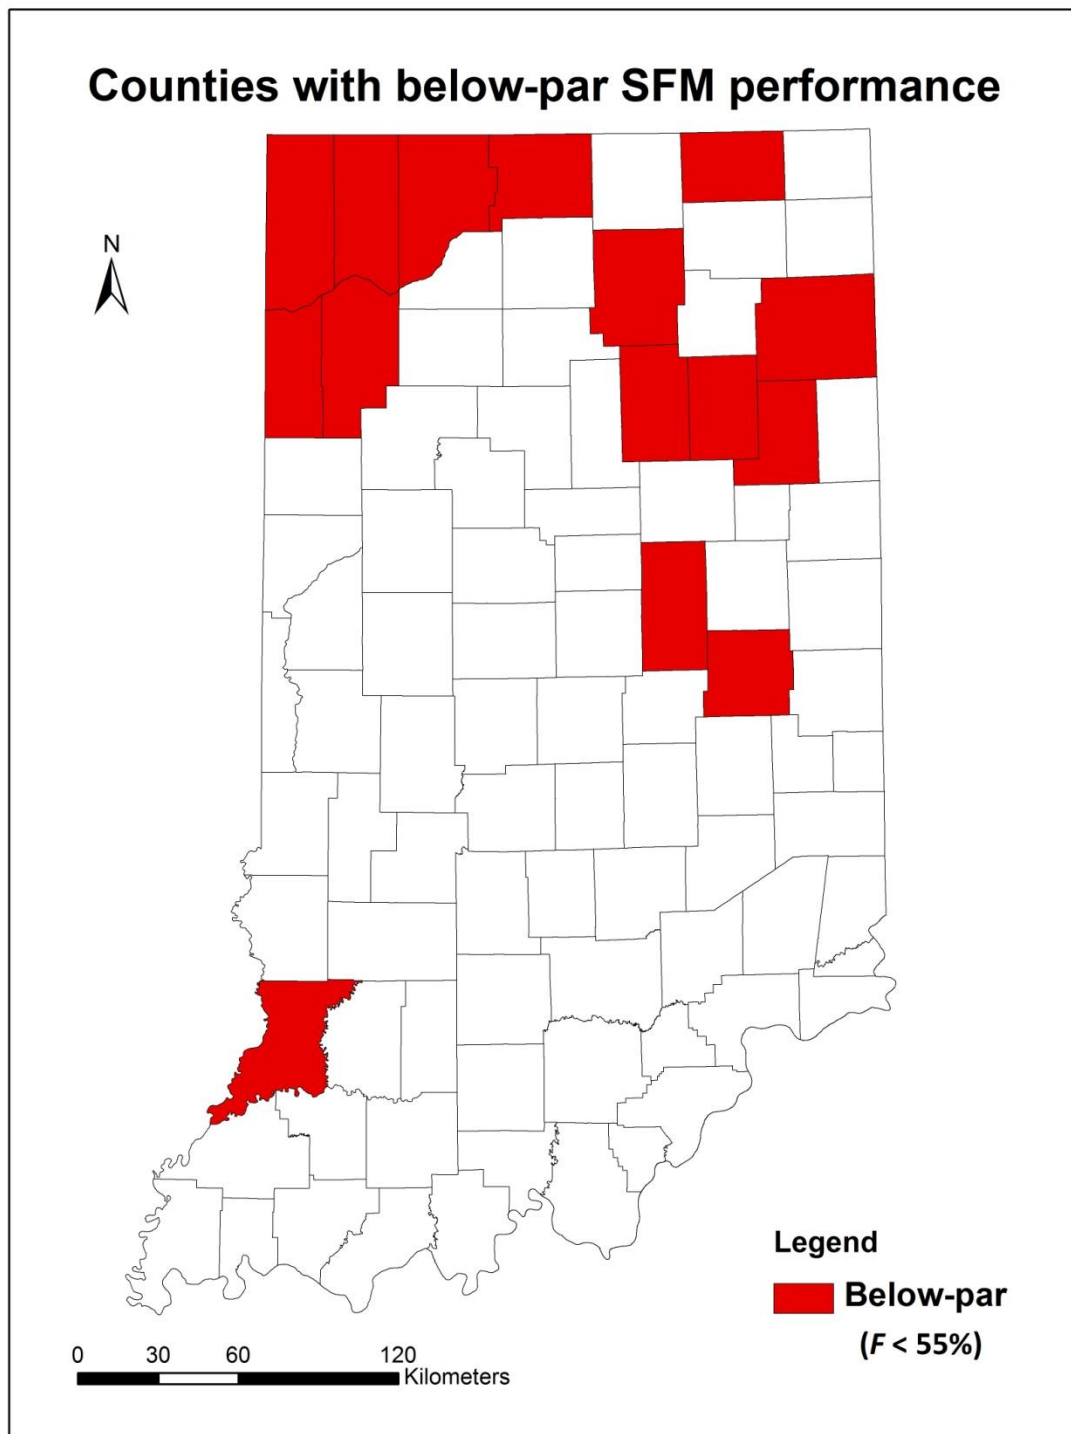 Counties with below-par SFM performance
N
Legend
Below-par
(F < 55%)
0 30 60 120
Kilometers